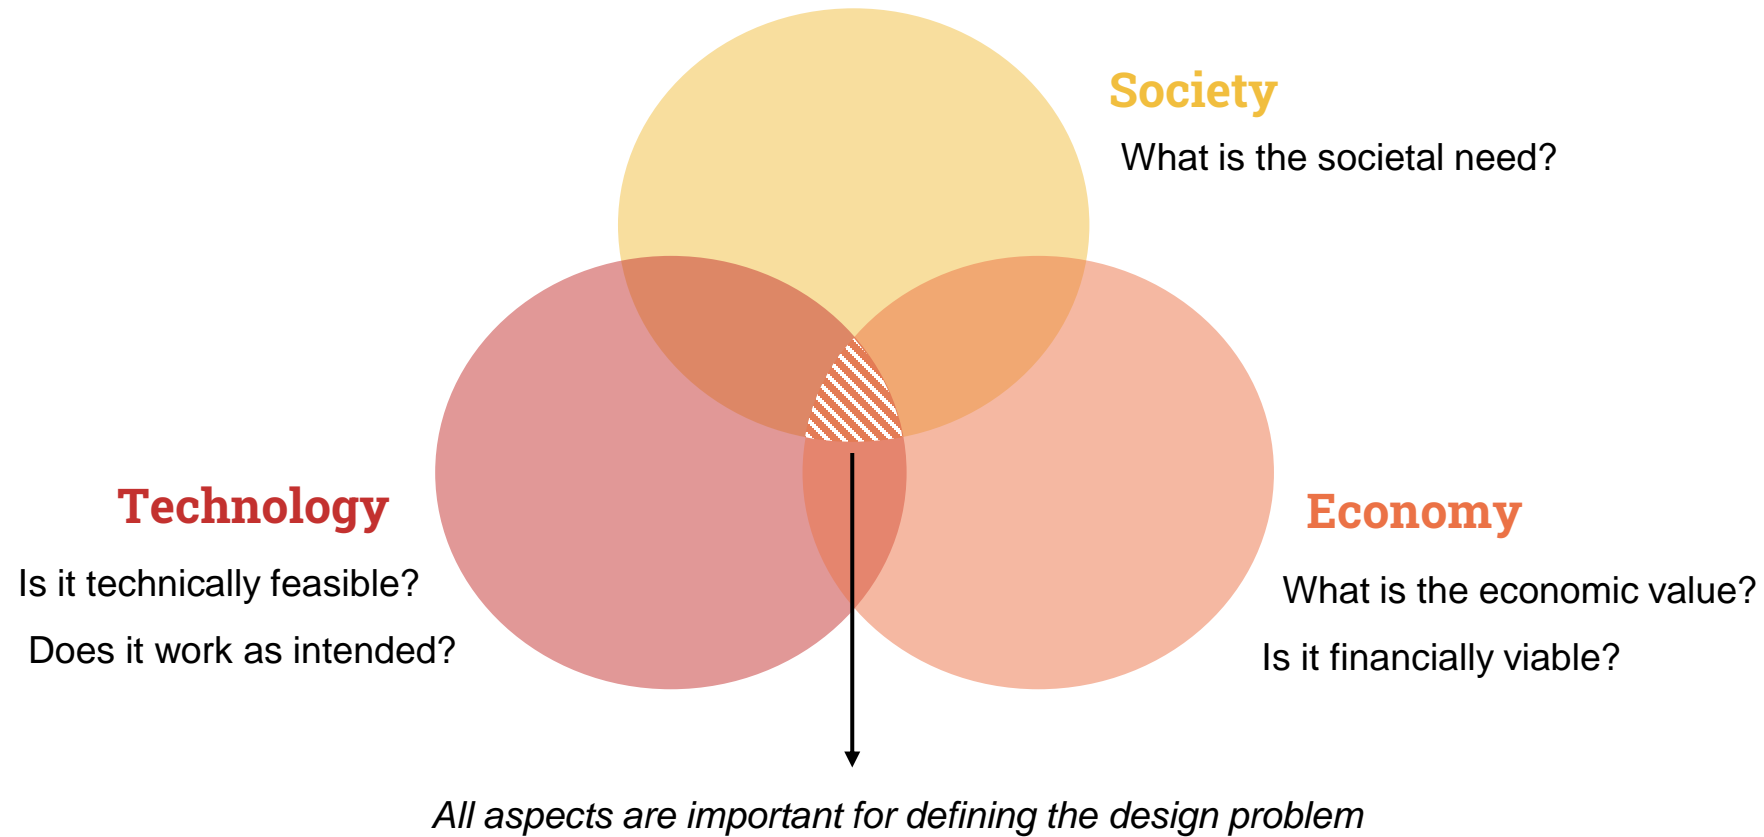 Society
What is the societal need?
Technology
Is it technically feasible?
Does it work as intended?
Economy
What is the economic value?
Is it financially viable?
All aspects are important for defining the design problem